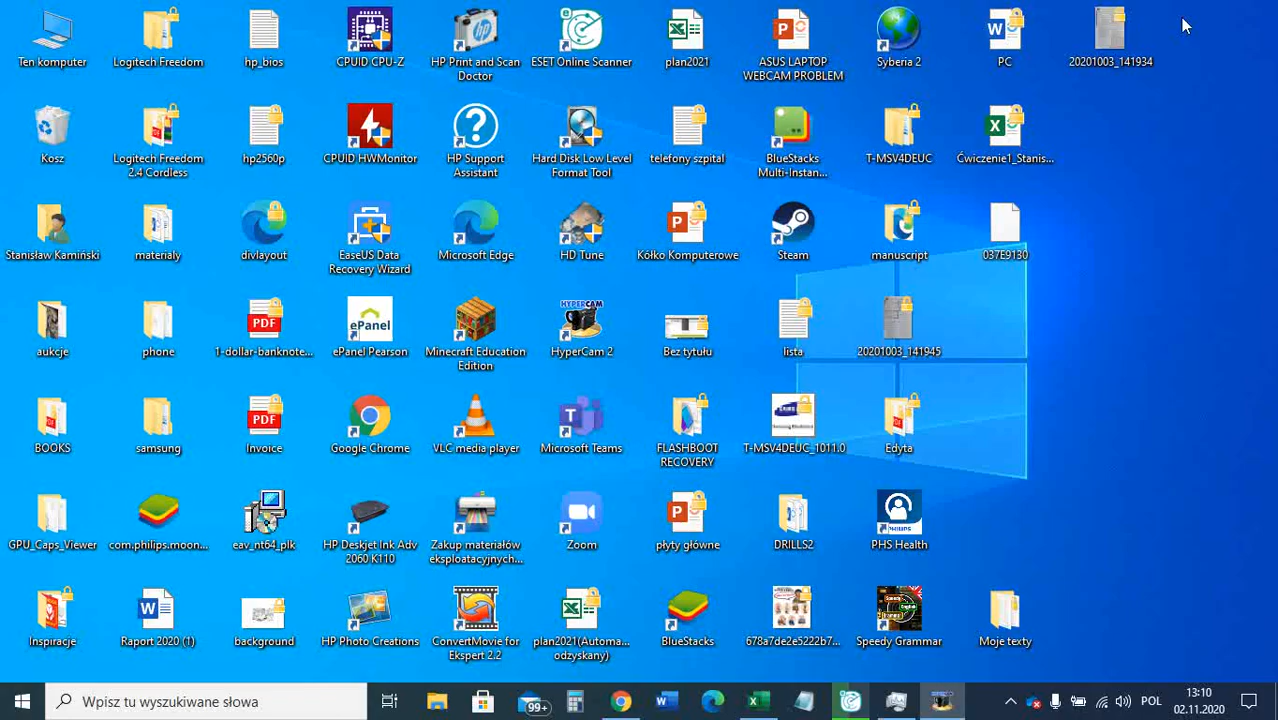 Ten komputer
Logitech Freedom
hp_bios
CPUID CPU-Z
HP Print and Scan
Doctor
ESET Online Scanner
plan2021
ASUS LAPTOP
WEBCAM PROBLEM
Syberia 2
PC
20201003_141934
Kosz
Logitech Freedom
2.4 Cordless
hp2560p
CPUID HWMonitor
HP Support
Assistant
Hard Disk Low Level
Format Tool
telefony szpital
BlueStacks
Multi-Instan...
T-MSV4DEUC
Ćwiczenie1_Stanis...
Stanisław Kamiński
materialy
divlayout
EaseUS Data
Recovery Wizard
Microsoft Edge
HD Tune
Kółko Komputerowe
Steam
manuscript
037E9130
aukcje
phone
PDF
1-dollar-banknote...
ePanel
ePanel Pearson
Minecraft Education
Edition
HYPERCAM
HyperCam 2
Bez tytułu
lista
20201003_141945
BOOKS
samsung
PDF
Invoice
Google Chrome
VLC media player
Microsoft Teams
FLASHBOOT
RECOVERY
T-MSV4DEUC_1011.0
Edyta
GPU_Caps_Viewer
com.philips.moon...
eav_nt64_plk
HP Deskjet Ink Adv
2060 K110
Zakup materiałów
eksploatacyjnych...
Zoom
płyty główne
DRILLS2
PHILIPS
PHS Health
Inspiracje
Raport 2020 (1)
background
HP Photo Creations
ConvertMovie for
Ekspert 2.2
plan2021(Automa...
odzyskany)
BlueStacks
678a7de2e5222b7...
Speedy Grammar
Moje texty
Wpisz tu wyszukiwane słowa
99+
POL
13:10
02.11.2020